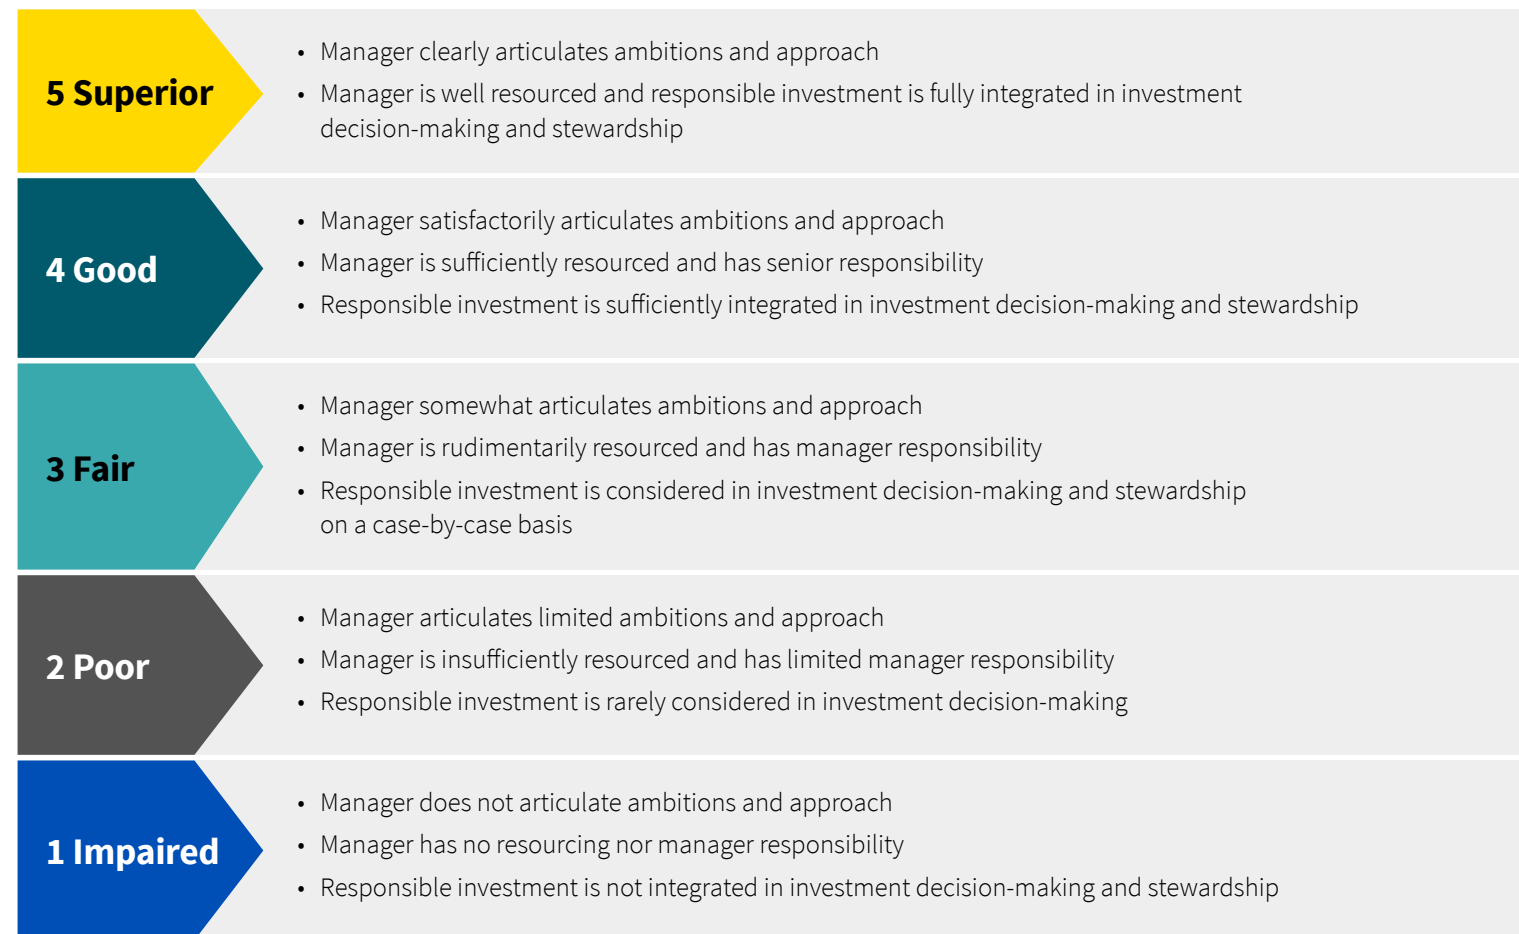 5 Superior
• Manager clearly articulates ambitions and approach
• Manager is well resourced and responsible investment is fully integrated in investment
decision-making and stewardship
4 Good
• Manager satisfactorily articulates ambitions and approach
• Manager is sufficiently resourced and has senior responsibility
• Responsible investment is sufficiently integrated in investment decision-making and stewardship
3 Fair
• Manager somewhat articulates ambitions and approach
• Manager is rudimentarily resourced and has manager responsibility
• Responsible investment is considered in investment decision-making and stewardship
on a case-by-case basis
2 Poor
• Manager articulates limited ambitions and approach
• Manager is insufficiently resourced and has limited manager responsibility
• Responsible investment is rarely considered in investment decision-making
1 Impaired
• Manager does not articulate ambitions and approach
• Manager has no resourcing nor manager responsibility
• Responsible investment is not integrated in investment decision-making and stewardship